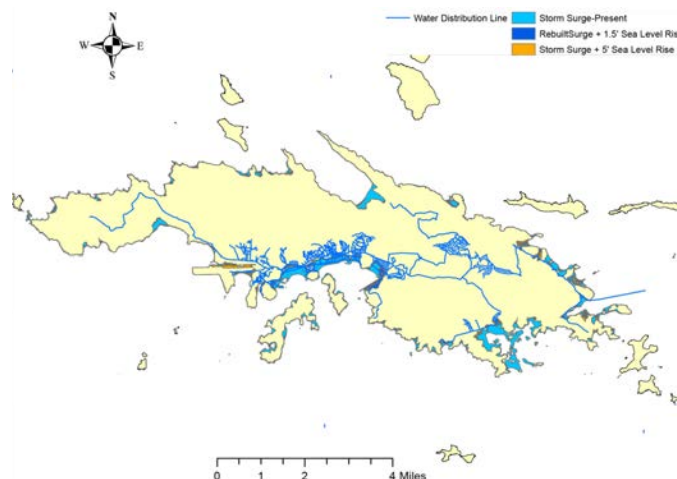 N
W E
S
Water Distribution Line
Storm Surge-Present
RebuiltSurge + 1.5' Sea Level Rise
Storm Surge + 5' Sea Level Rise
0 1 2 4 Miles